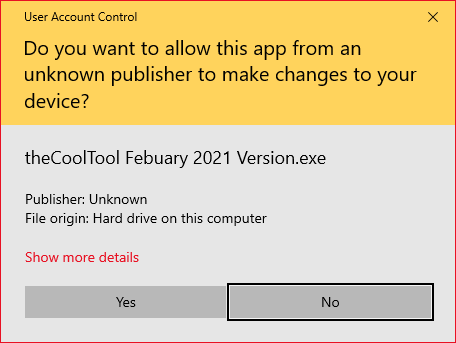 User Account Control
Do you want to allow this app from an
unknown publisher to make changes to your
device?
theCoolTool Febuary 2021 Version.exe
Publisher: Unknown
File origin: Hard drive on this computer
Show more details
Yes
No